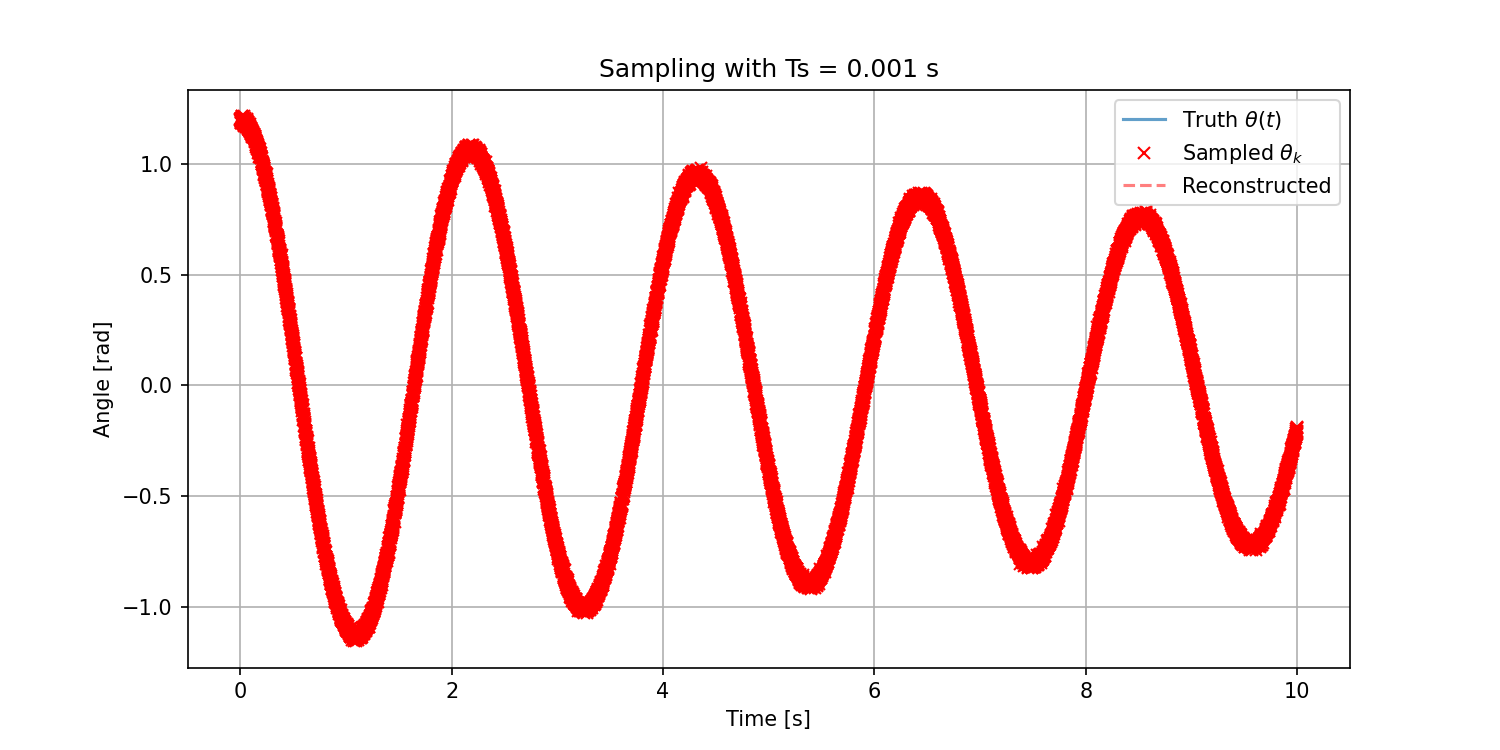 Sampling with Ts = 0.001 s
Truth θ(t)
Sampled θₖ
Reconstructed
Angle [rad]
1.0
0.5
0.0
−0.5
−1.0
0 2 4 6 8 10
Time [s]